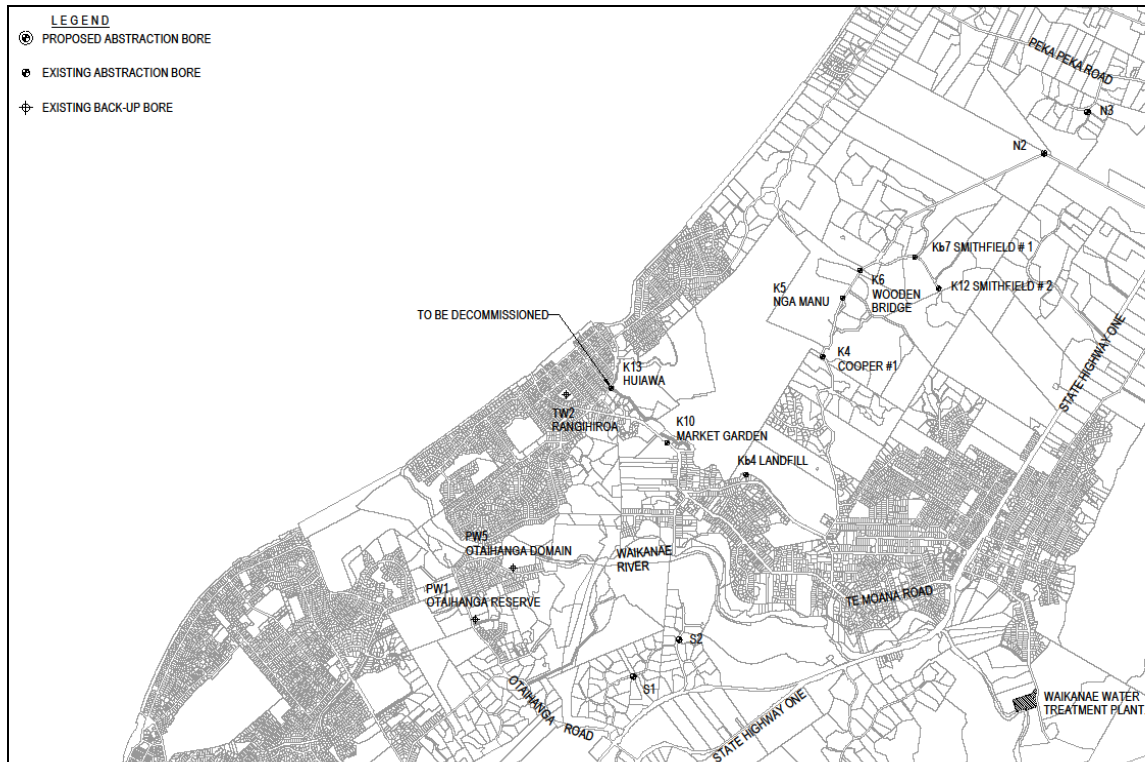 LEGEND
PROPOSED ABSTRACTION BORE
EXISTING ABSTRACTION BORE
EXISTING BACK-UP BORE
PEKA PEKA ROAD
N3
N2
Kb7 SMITHFIELD # 1
K6
WOODEN
BRIDGE
K12 SMITHFIELD # 2
K5
NGA MANU
TO BE DECOMMISSIONED
K4
COOPER #1
STATE HIGHWAY ONE
K13
HUIAWA
TW2
RANGIHIROA
K10
MARKET GARDEN
Kb4 LANDFILL
PW5
OTAIHANGA DOMAIN
WAIKANAE
RIVER
PW1
OTAIHANGA RESERVE
TE MOANA ROAD
S2
S1
OTAIHANGA ROAD
STATE HIGHWAY ONE
WAIKANAE WATER
TREATMENT PLANT